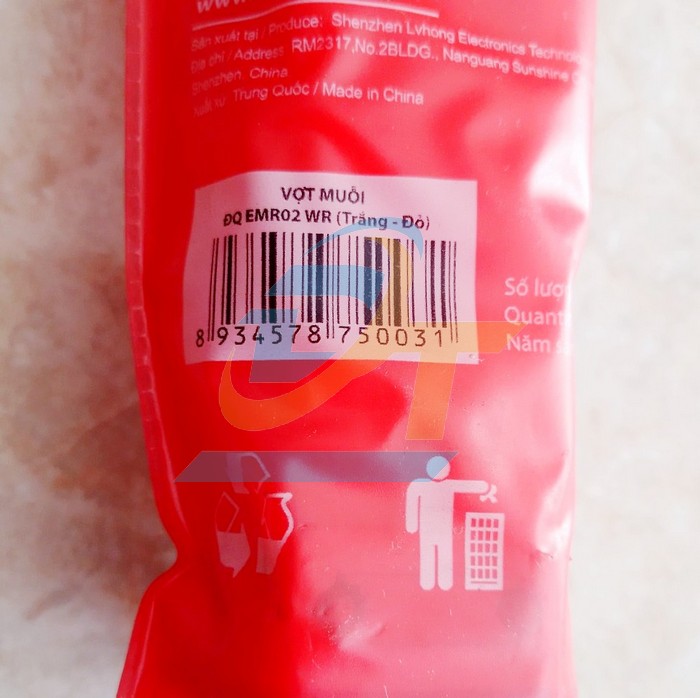 www.
Sản xuất tại / Produce: Shenzhen Lvhong Electronics Technolo
Địa chỉ / Address: RM2317,No.2BLDG., Nanguang Sunshine
Shenzhen, China
Xuất xứ: Trung Quốc / Made in China
VỢT MUỖI
ĐQ EMR02 WR (Trắng - Đỏ)
8 934578 750031
Số lượ
Quant
Năm s